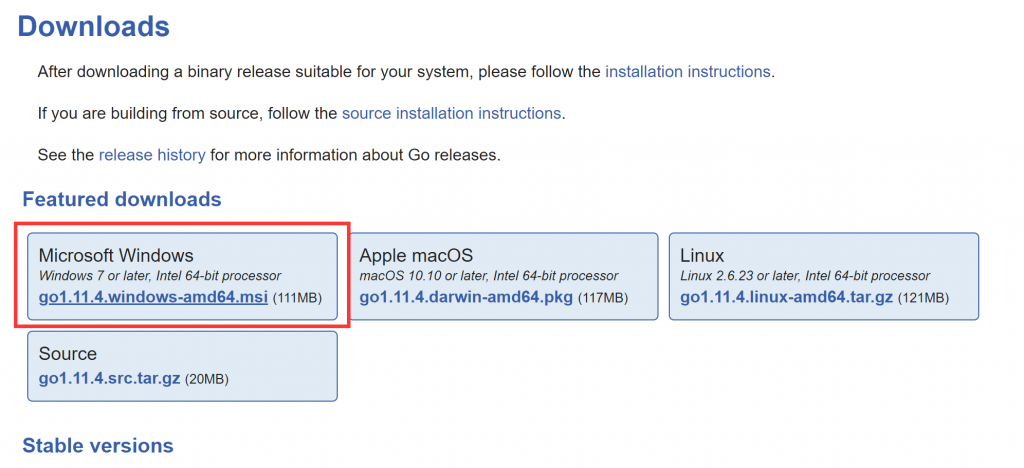 Downloads
After downloading a binary release suitable for your system, please follow the installation instructions.
If you are building from source, follow the source installation instructions.
See the release history for more information about Go releases.
Featured downloads
Microsoft Windows
Windows 7 or later, Intel 64-bit processor
go1.11.4.windows-amd64.msi (111MB)
Apple macOS
macOS 10.10 or later, Intel 64-bit processor
go1.11.4.darwin-amd64.pkg (117MB)
Linux
Linux 2.6.23 or later, Intel 64-bit processor
go1.11.4.linux-amd64.tar.gz (121MB)
Source
go1.11.4.src.tar.gz (20MB)
Stable versions